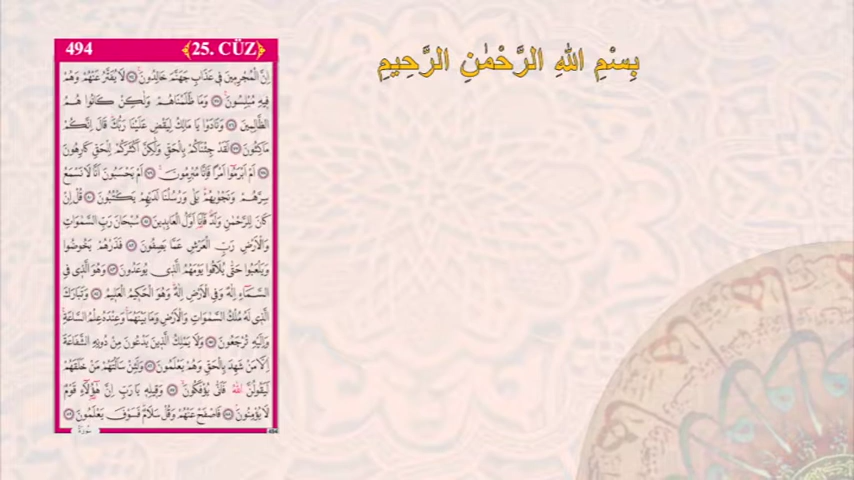 494
25. CÜZ
بِسْمِ اللهِ الرَّحْمٰنِ الرَّحِيمِ
اِنَّ الْمُجْرِمِينَ فِى عَذَابِ جَهَنَّمَ خَالِدُونَ لَا يُفَتَّرُ عَنْهُمْ وَهُمْ
فِيهِ مُبْلِسُونَ وَمَا ظَلَمْنَاهُمْ وَلٰكِنْ كَانُوا هُمُ
الظَّالِمِينَ وَنَادَوْا يَا مَالِكُ لِيَقْضِ عَلَيْنَا رَبُّكَ قَالَ اِنَّكُمْ
مَاكِثُونَ لَقَدْ جِئْنَاكُمْ بِالْحَقِّ وَلٰكِنَّ اَكْثَرَكُمْ لِلْحَقِّ كَارِهُونَ
اَمْ اَبْرَمُوا اَمْرًا فَاِنَّا مُبْرِمُونَ اَمْ يَحْسَبُونَ اَنَّا لَا نَسْمَعُ
سِرَّهُمْ وَنَجْوٰيهُمْ بَلٰى وَرُسُلُنَا لَدَيْهِمْ يَكْتُبُونَ قُلْ اِنْ
كَانَ لِلرَّحْمٰنِ وَلَدٌ فَاَنَا اَوَّلُ الْعَابِدِينَ سُبْحَانَ رَبِّ السَّمٰوَاتِ
وَالْاَرْضِ رَبِّ الْعَرْشِ عَمَّا يَصِفُونَ فَذَرْهُمْ يَخُوضُوا
وَيَلْعَبُوا حَتّٰى يُلَاقُوا يَوْمَهُمُ الَّذِى يُوعَدُونَ وَهُوَ الَّذِى فِى
السَّمَاءِ اِلٰهٌ وَفِى الْاَرْضِ اِلٰهٌ وَهُوَ الْحَكِيمُ الْعَلِيمُ وَتَبَارَكَ
الَّذِى لَهُ مُلْكُ السَّمٰوَاتِ وَالْاَرْضِ وَمَا بَيْنَهُمَا وَعِنْدَهُ عِلْمُ السَّاعَةِ
وَاِلَيْهِ تُرْجَعُونَ وَلَا يَمْلِكُ الَّذِينَ يَدْعُونَ مِنْ دُونِهِ الشَّفَاعَةَ
اِلَّا مَنْ شَهِدَ بِالْحَقِّ وَهُمْ يَعْلَمُونَ وَلَئِنْ سَاَلْتَهُمْ مَنْ خَلَقَهُمْ
لَيَقُولُنَّ اللهُ فَاَنّٰى يُؤْفَكُونَ وَقِيلِهِ يَا رَبِّ اِنَّ هٰؤُلَاءِ قَوْمٌ
لَا يُؤْمِنُونَ فَاصْفَحْ عَنْهُمْ وَقُلْ سَلَامٌ فَسَوْفَ يَعْلَمُونَ
سُورَةُ
494